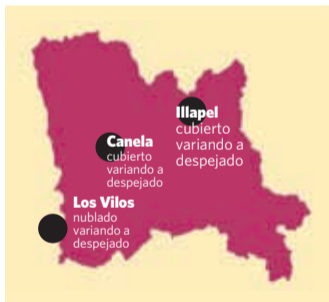 Illapel
cubierto
variando a
despejado
Canela
cubierto
variando a
despejado
Los Vilos
nublado
variando a
despejado